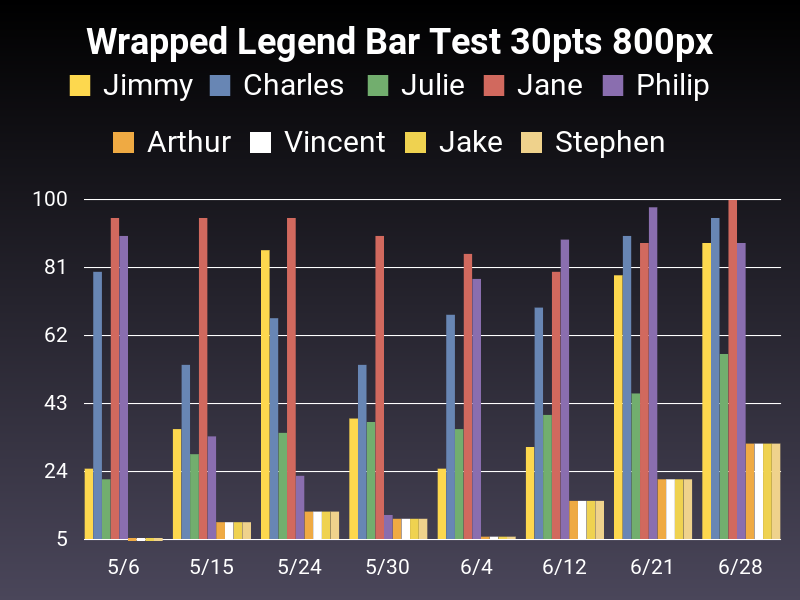 Wrapped Legend Bar Test 30pts 800px
Jimmy Charles Julie Jane Philip
Arthur Vincent Jake Stephen
100
81
62
43
24
5
5/6 5/15 5/24 5/30 6/4 6/12 6/21 6/28